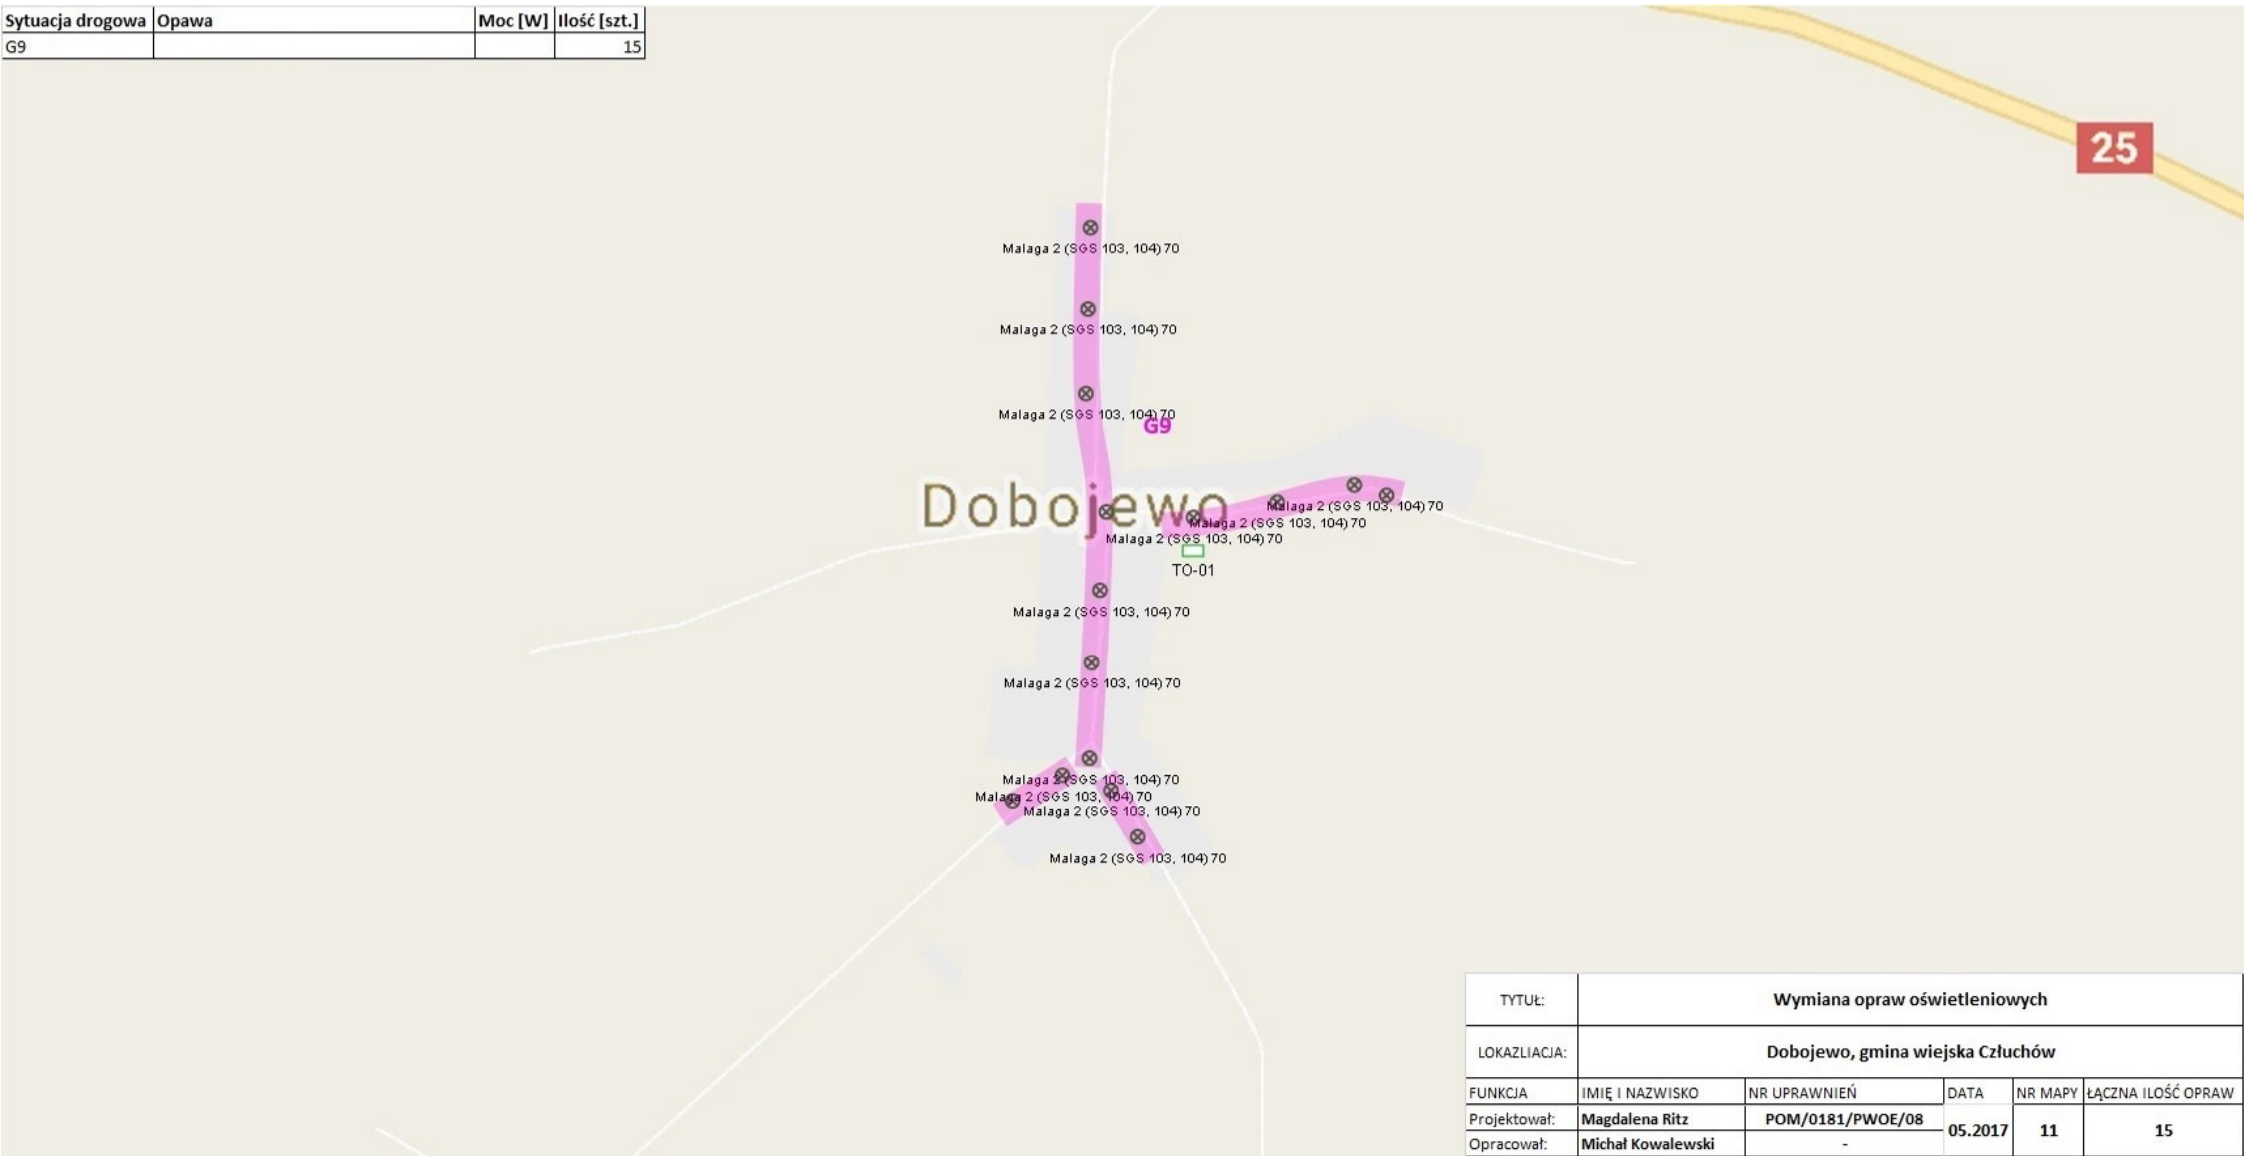 Sytuacja drogowa Opawa Moc [W] Ilość [szt.]
G9 15
25
Malaga 2 (SGS 103, 104) 70
Malaga 2 (SGS 103, 104) 70
Malaga 2 (SGS 103, 104) 70
G9
Dobojewo
Malaga 2 (SGS 103, 104) 70
Malaga 2 (SGS 103, 104) 70
Malaga 2 (SGS 103, 104) 70
TO-01
Malaga 2 (SGS 103, 104) 70
Malaga 2 (SGS 103, 104) 70
Malaga 2 (SGS 103, 104) 70
Malaga 2 (SGS 103, 104) 70
Malaga 2 (SGS 103, 104) 70
Malaga 2 (SGS 103, 104) 70
TYTUŁ: Wymiana opraw oświetleniowych
LOKAZLIACJA: Dobojewo, gmina wiejska Człuchów
FUNKCJA IMIĘ I NAZWISKO NR UPRAWNIEŃ DATA NR MAPY ŁĄCZNA ILOŚĆ OPRAW
Projektował: Magdalena Ritz POM/0181/PWOE/08 05.2017 11 15
Opracował: Michał Kowalewski -